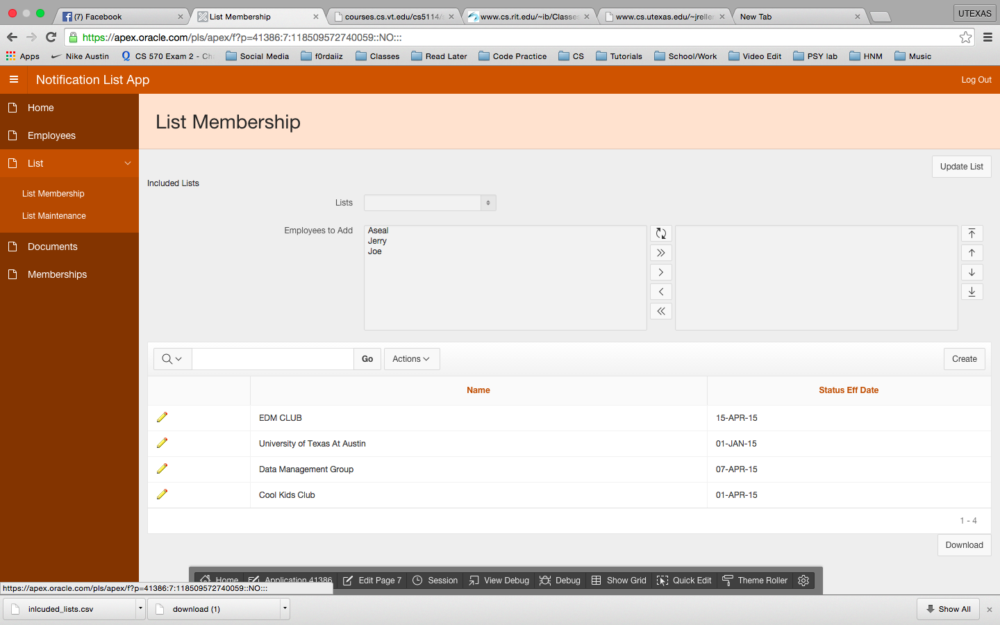 (7) Facebook
List Membership
courses.cs.vt.edu/cs5114/
www.cs.rit.edu/~ib/Classes
www.cs.utexas.edu/~jreller
New Tab
UTEXAS
https://apex.oracle.com/pls/apex/f?p=41386:7:118509572740059::NO:::
Apps
Nike Austin
CS 570 Exam 2 - Ch
Social Media
f0rdaiiz
Classes
Read Later
Code Practice
CS
Tutorials
School/Work
Video Edit
PSY lab
HNM
Music
Notification List App
Log Out
Home
Employees
List
List Membership
List Maintenance
Documents
Memberships
List Membership
Update List
Included Lists
Lists
Employees to Add
Aseal
Jerry
Joe
Go
Actions
Create
Name
Status Eff Date
EDM CLUB
15-APR-15
University of Texas At Austin
01-JAN-15
Data Management Group
07-APR-15
Cool Kids Club
01-APR-15
1 - 4
Download
Home
Application 41386
Edit Page 7
Session
View Debug
Debug
Show Grid
Quick Edit
Theme Roller
https://apex.oracle.com/pls/apex/f?p=41386:7:118509572740059::NO:::
inlcuded_lists.csv
download (1)
Show All